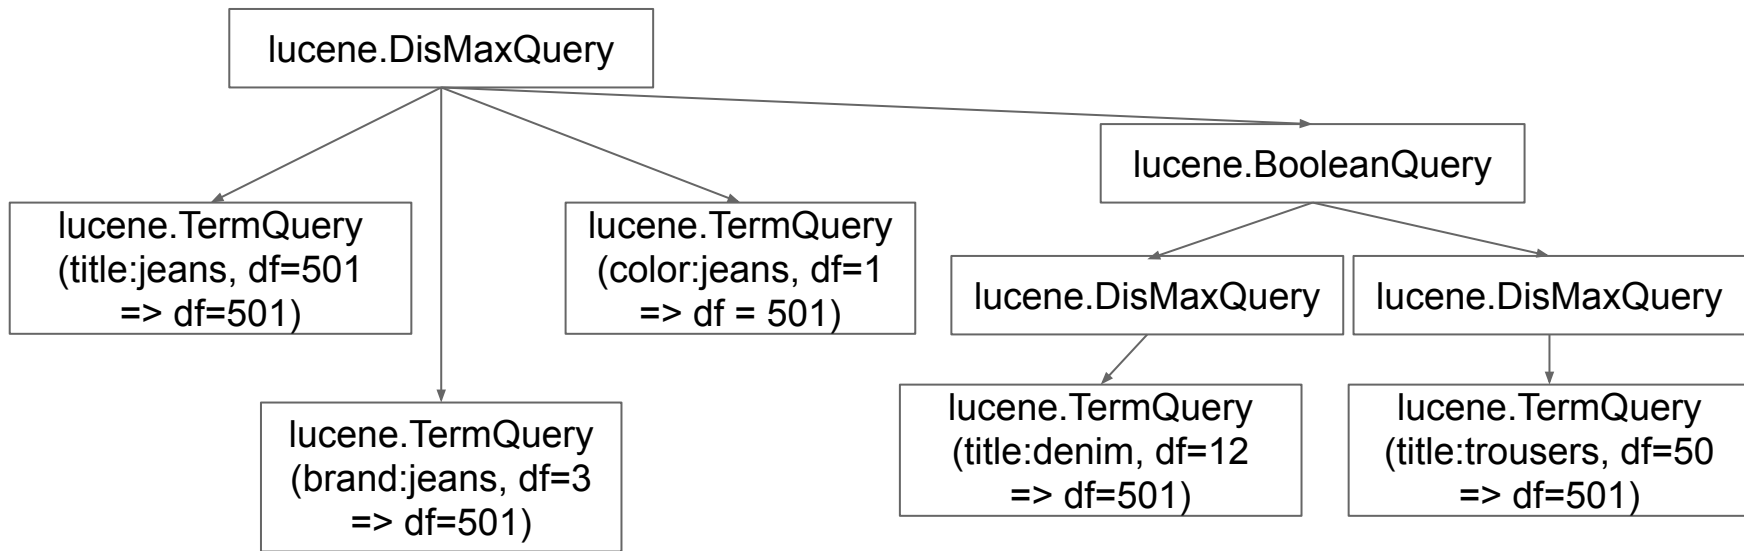 lucene.DisMaxQuery
lucene.BooleanQuery
lucene.TermQuery
(title:jeans, df=501
=> df=501)
lucene.TermQuery
(color:jeans, df=1
=> df = 501)
lucene.DisMaxQuery
lucene.DisMaxQuery
lucene.TermQuery
(brand:jeans, df=3
=> df=501)
lucene.TermQuery
(title:denim, df=12
=> df=501)
lucene.TermQuery
(title:trousers, df=50
=> df=501)